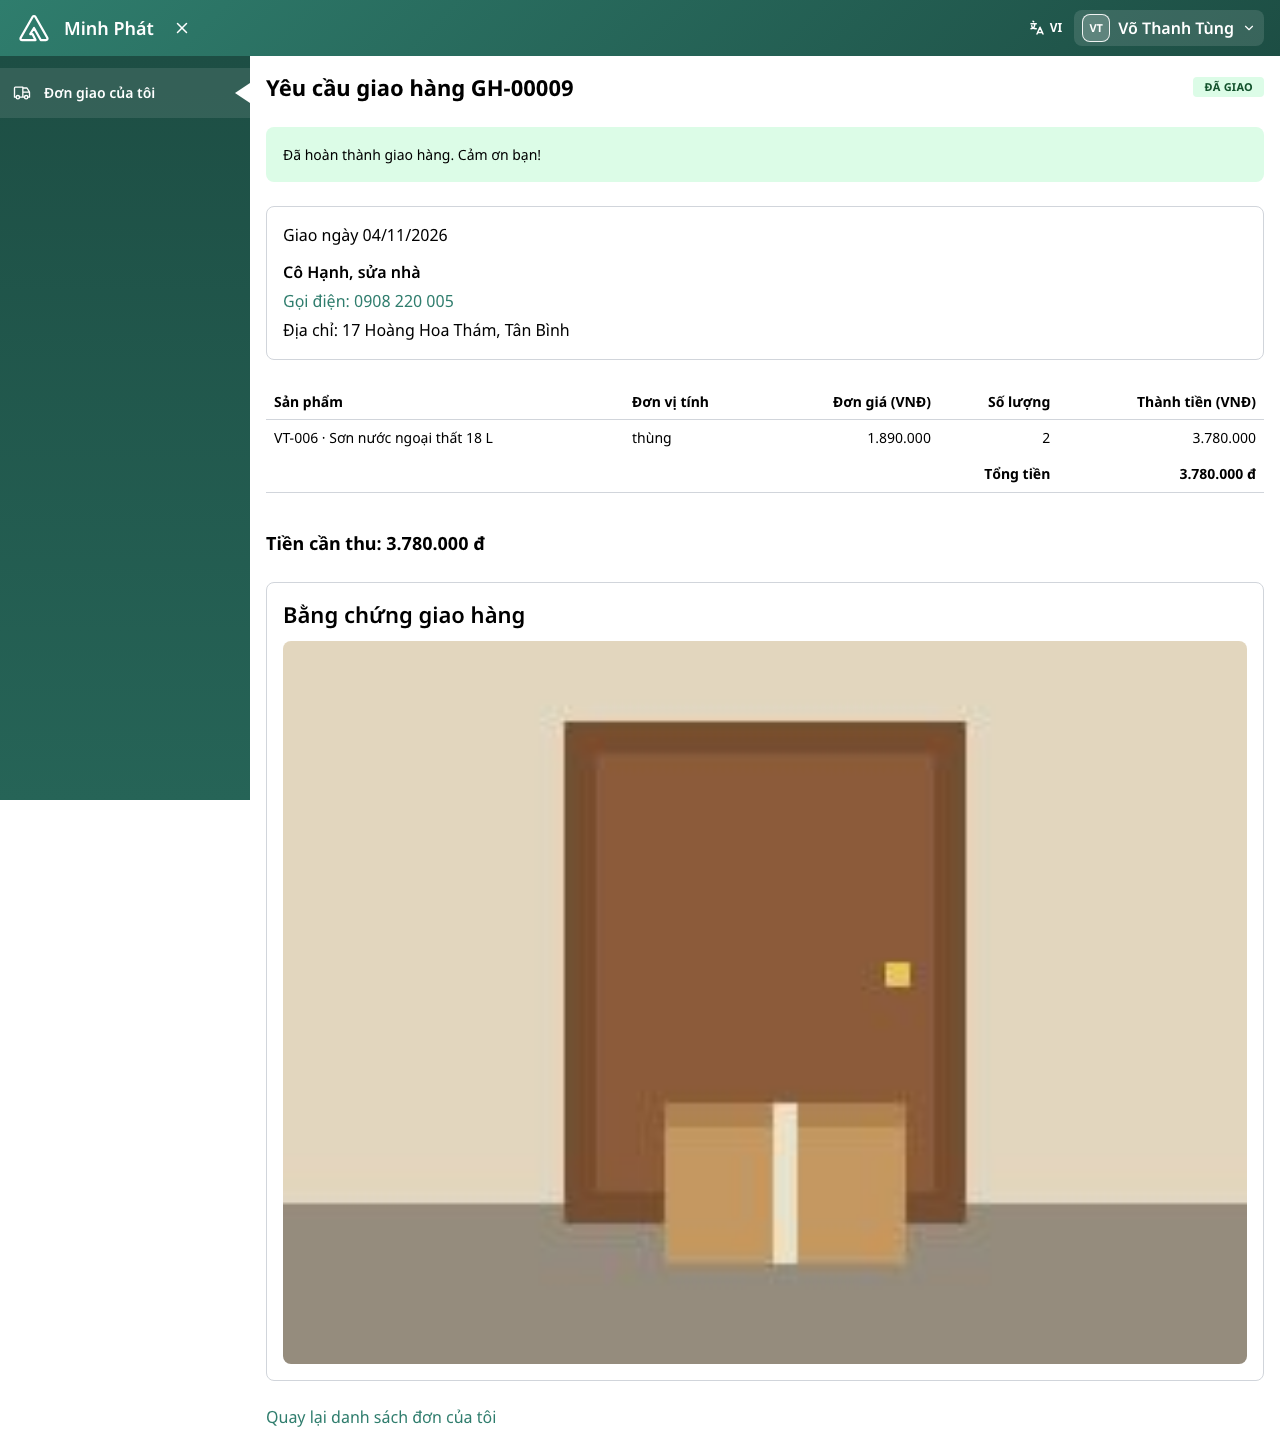 Minh Phát
VI
VT
Võ Thanh Tùng
Đơn giao của tôi
Yêu cầu giao hàng GH-00009
ĐÃ GIAO
Đã hoàn thành giao hàng. Cảm ơn bạn!
Giao ngày 04/11/2026
Cô Hạnh, sửa nhà
Gọi điện: 0908 220 005
Địa chỉ: 17 Hoàng Hoa Thám, Tân Bình
Sản phẩm Đơn vị tính Đơn giá (VNĐ) Số lượng Thành tiền (VNĐ)
VT-006 · Sơn nước ngoại thất 18 L thùng 1.890.000 2 3.780.000
Tổng tiền 3.780.000 đ
Tiền cần thu: 3.780.000 đ
Bằng chứng giao hàng
Quay lại danh sách đơn của tôi